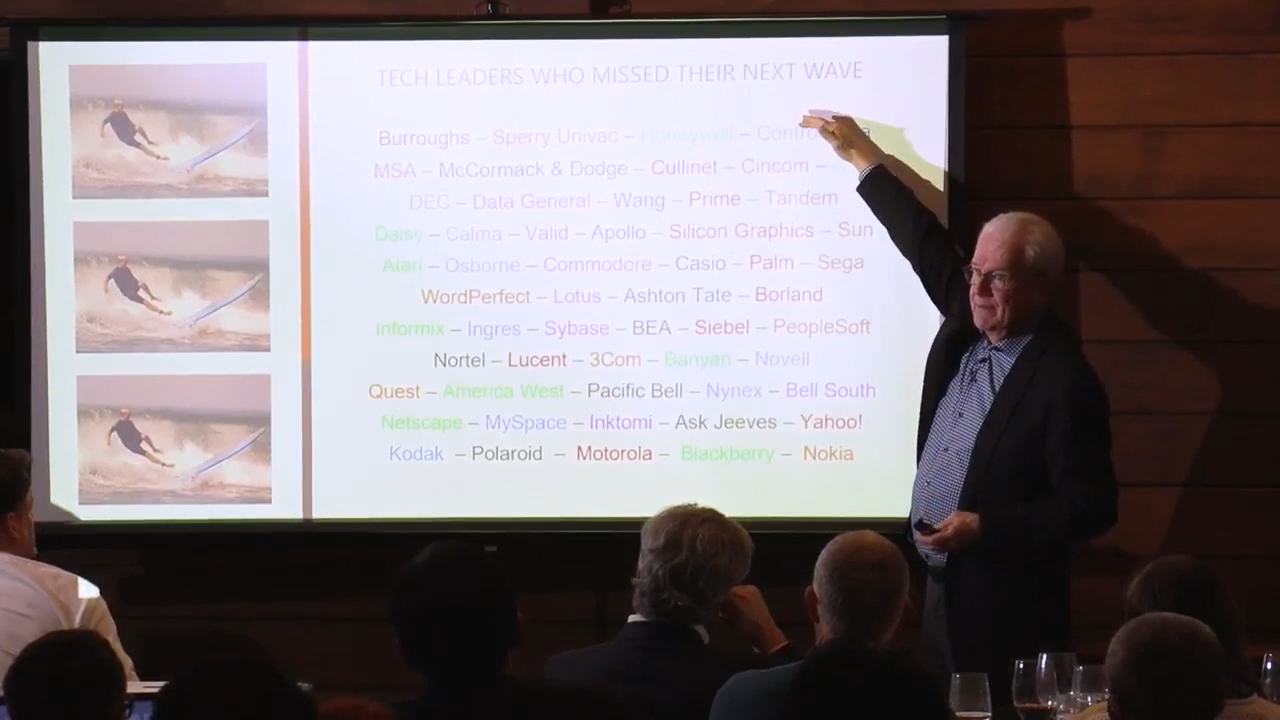 TECH LEADERS WHO MISSED THEIR NEXT WAVE
Burroughs – Sperry Univac – Honeywell –
MSA – McCormack & Dodge – Cullinet – Cincom –
DEC – Data General – Wang – Prime – Tandem
Daisy – Calma – Valid – Apollo – Silicon Graphics – Sun
Atari – Osborne – Commodore – Casio – Palm – Sega
WordPerfect – Lotus – Ashton Tate – Borland
Informix – Ingres – Sybase – BEA – Siebel – PeopleSoft
Nortel – Lucent – 3Com – Banyan – Novell
Quest – America West – Pacific Bell – Nynex – Bell South
Netscape – MySpace – Inktomi – Ask Jeeves – Yahoo!
Kodak – Polaroid – Motorola – Blackberry – Nokia